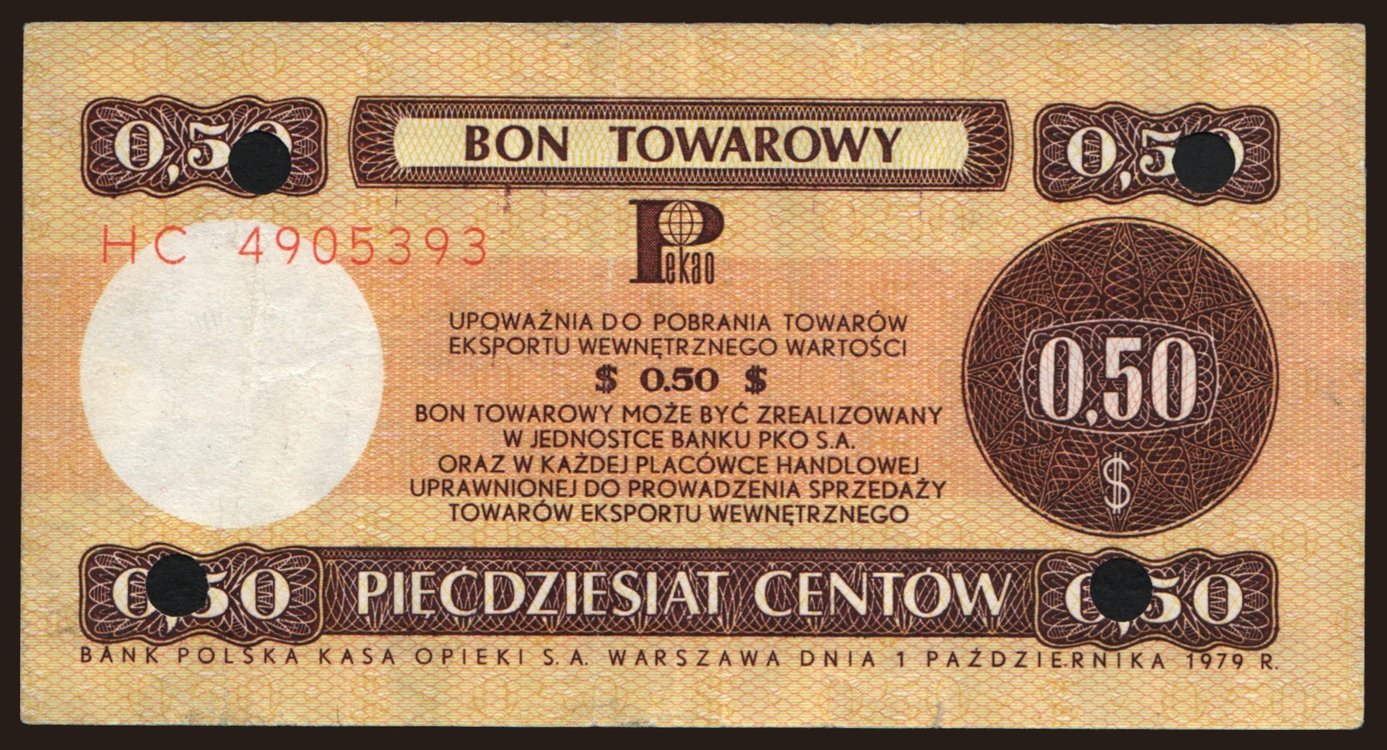 0,50 BON TOWAROWY 0,50
HC 4905393
Pekao
UPOWAŻNIA DO POBRANIA TOWARÓW
EKSPORTU WEWNĘTRZNEGO WARTOŚCI
$ 0.50 $
BON TOWAROWY MOŻE BYĆ ZREALIZOWANY
W JEDNOSTCE BANKU PKO S.A.
ORAZ W KAŻDEJ PLACÓWCE HANDLOWEJ
UPRAWNIONEJ DO PROWADZENIA SPRZEDAŻY
TOWARÓW EKSPORTU WEWNĘTRZNEGO
0,50
$
0,50 PIĘĆDZIESIĄT CENTÓW 0,50
BANK POLSKA KASA OPIEKI S.A. WARSZAWA DNIA 1 PAŹDZIERNIKA 1979 R.